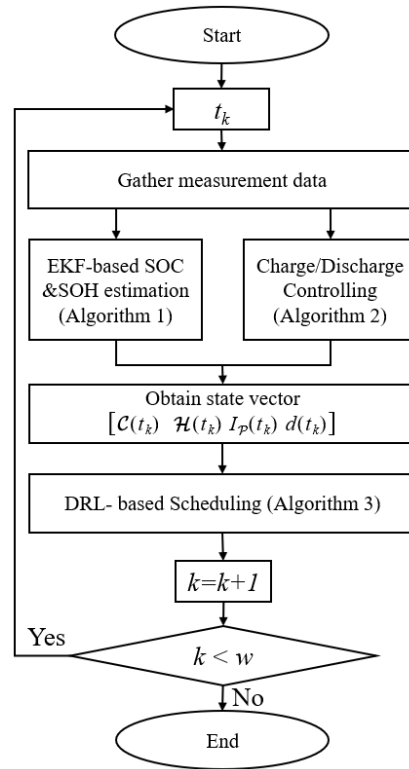 Start
t_k
Gather measurement data
EKF-based SOC
&SOH estimation
(Algorithm 1)
Charge/Discharge
Controlling
(Algorithm 2)
Obtain state vector
[𝒞(t_k) ℋ(t_k) I_𝒫(t_k) d(t_k)]
DRL- based Scheduling (Algorithm 3)
k=k+1
Yes
k < w
No
End